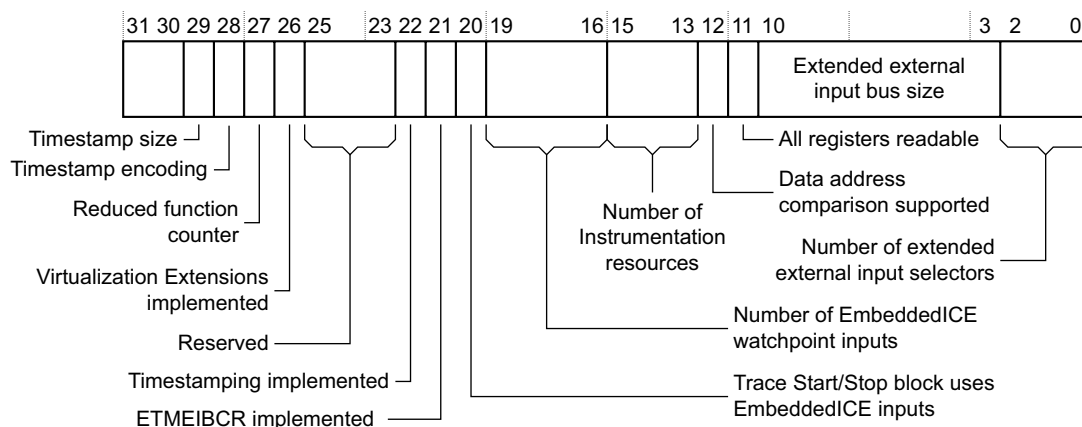 31 30 29 28 27 26 25 23 22 21 20 19 16 15 13 12 11 10 3 2 0
Extended external
input bus size
Timestamp size
Timestamp encoding
Reduced function
counter
Virtualization Extensions
implemented
Reserved
Timestamping implemented
ETMEIBCR implemented
All registers readable
Data address
comparison supported
Number of
Instrumentation
resources
Number of extended
external input selectors
Number of EmbeddedICE
watchpoint inputs
Trace Start/Stop block uses
EmbeddedICE inputs